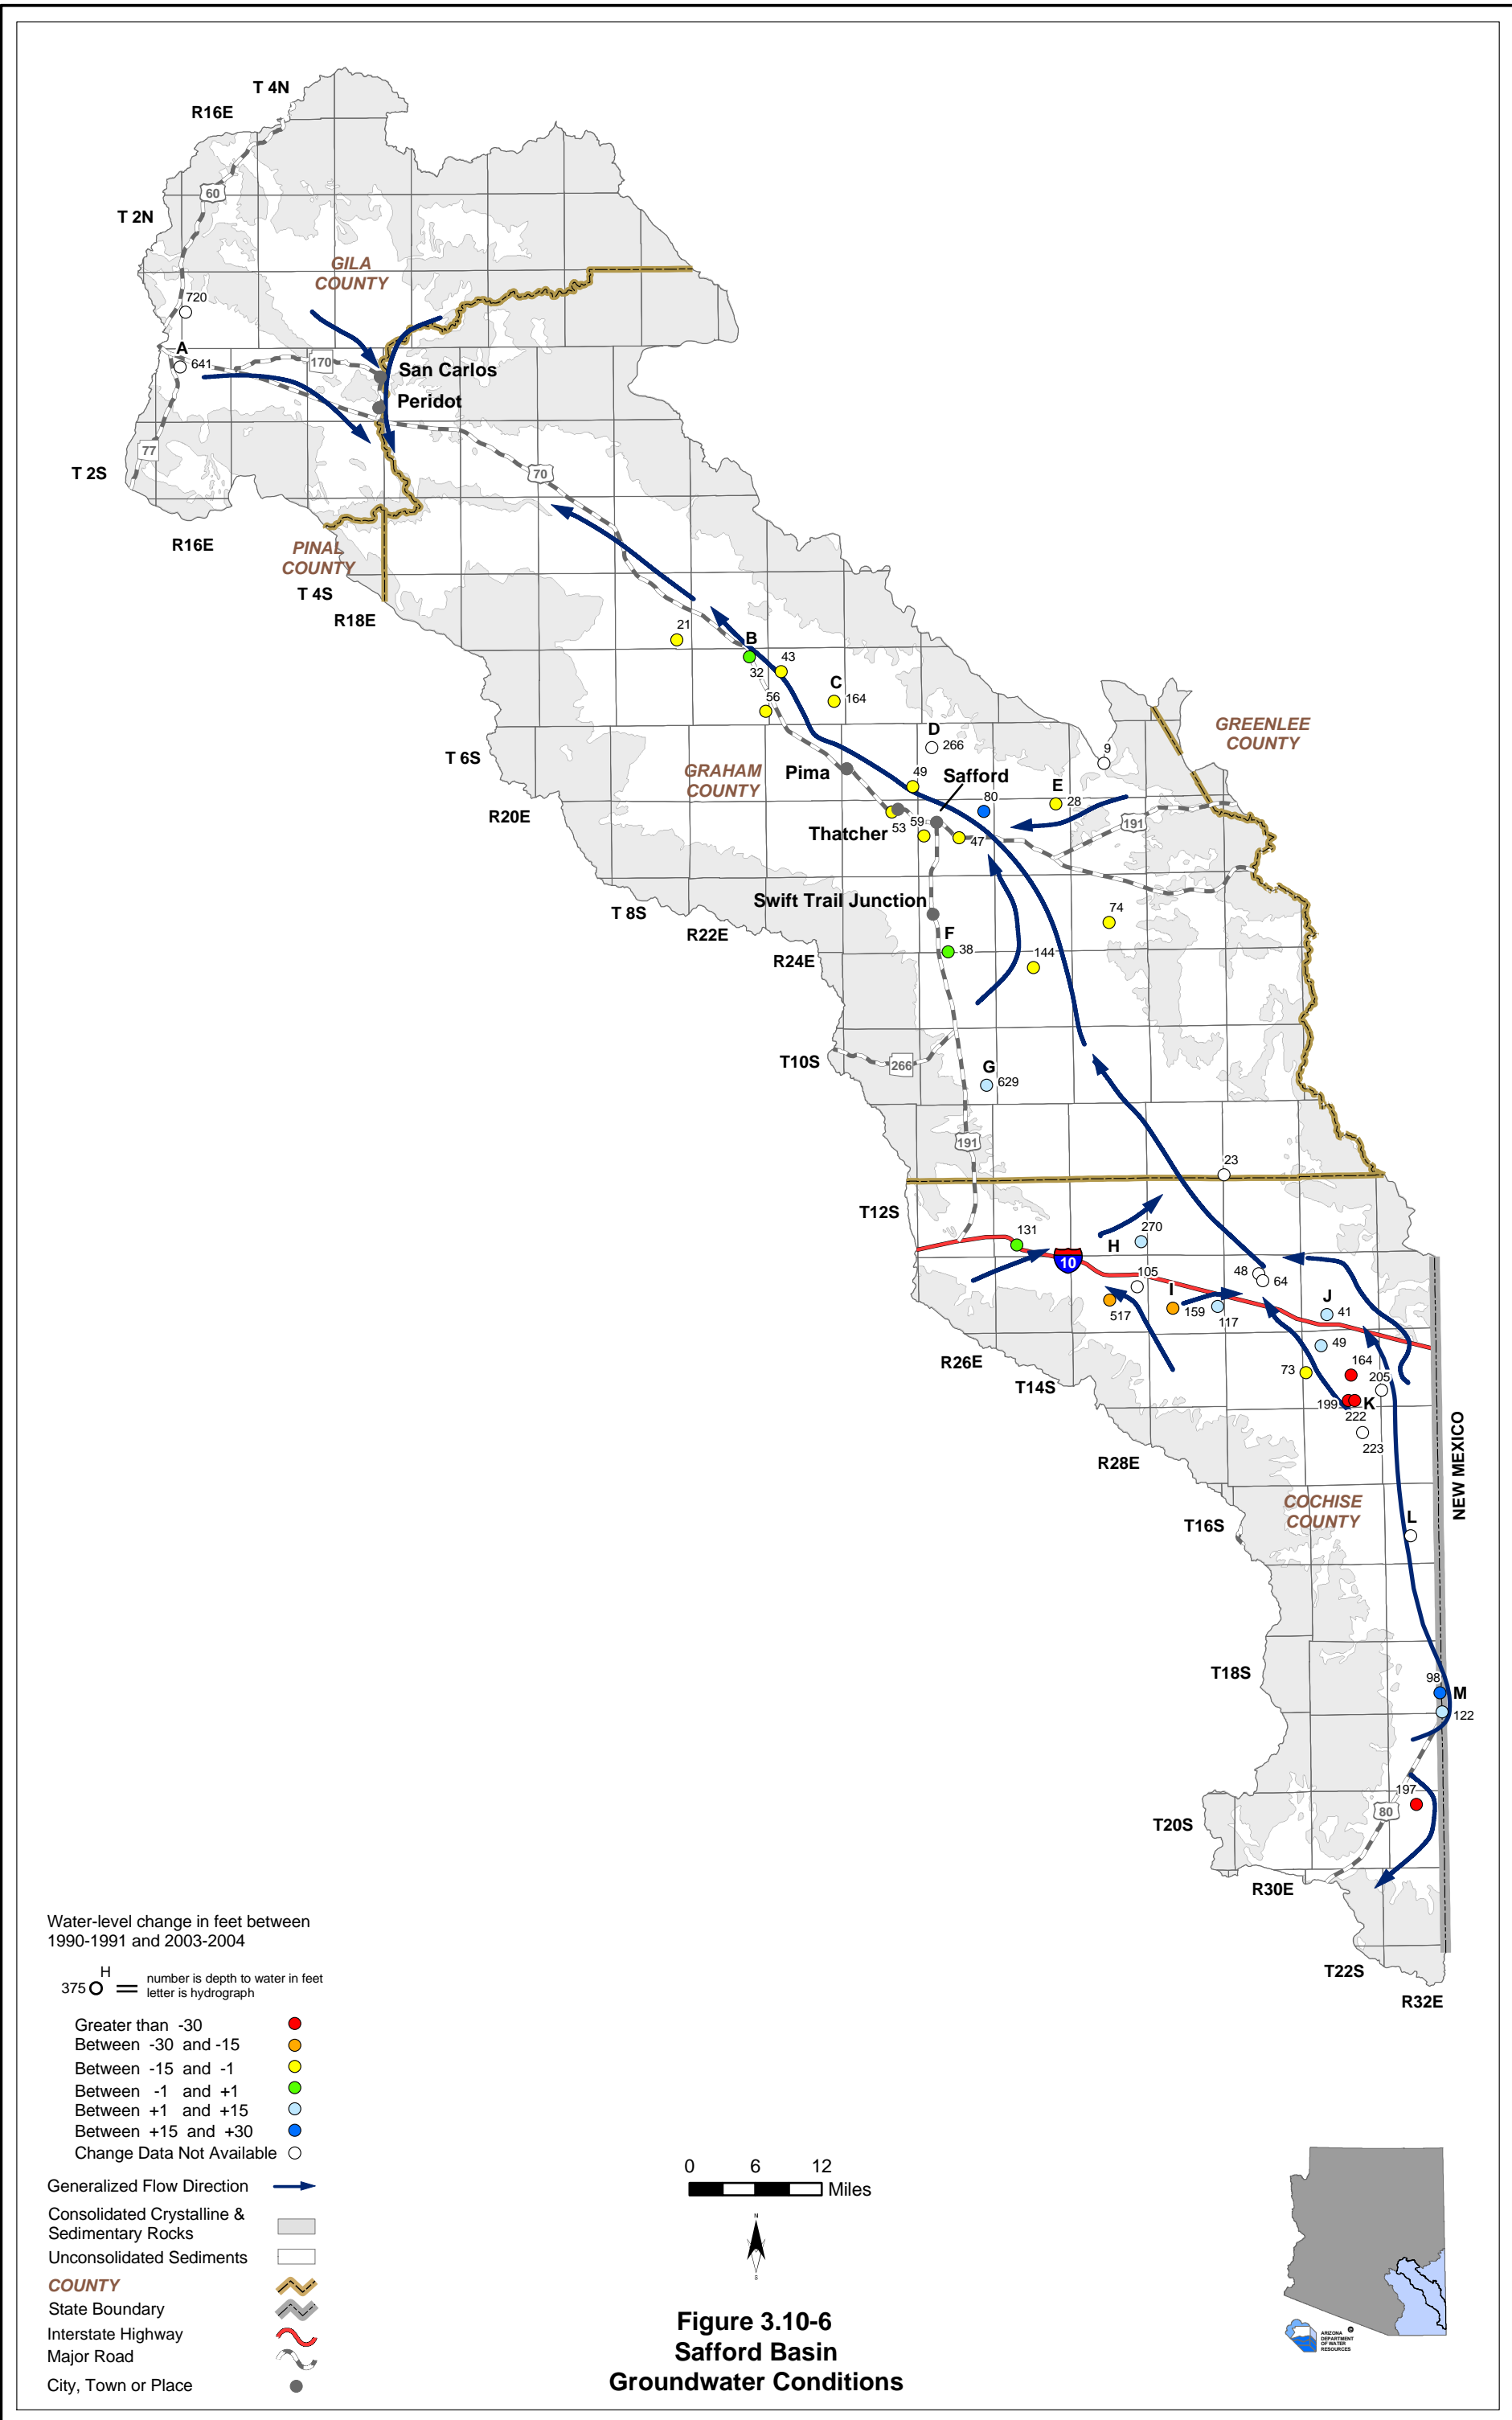 T 4N
R16E
60
T 2N
GILA
COUNTY
720
A
641
170
San Carlos
Peridot
77
T 2S
70
R16E
PINAL
COUNTY
T 4S
R18E
21
B
32
43
C
164
56
D
266
9
GREENLEE
COUNTY
T 6S
GRAHAM
COUNTY
Pima
49
Safford
80
E
28
R20E
Thatcher
53
59
47
191
T 8S
Swift Trail Junction
74
R22E
F
38
144
R24E
T10S
266
G
629
191
23
T12S
131
270
H
10
105
48
64
I
159
117
517
J
41
49
R26E
T14S
73
164
205
199
K
222
223
R28E
NEW MEXICO
COCHISE
COUNTY
T16S
L
T18S
98
M
122
197
80
T20S
R30E
T22S
R32E
Water-level change in feet between
1990-1991 and 2003-2004
H
375
number is depth to water in feet
letter is hydrograph
Greater than -30
Between -30 and -15
Between -15 and -1
Between -1 and +1
Between +1 and +15
Between +15 and +30
Change Data Not Available
Generalized Flow Direction
Consolidated Crystalline &
Sedimentary Rocks
Unconsolidated Sediments
COUNTY
State Boundary
Interstate Highway
Major Road
City, Town or Place
0 6 12
Miles
N
S
Figure 3.10-6
Safford Basin
Groundwater Conditions
ARIZONA
DEPARTMENT
OF WATER
RESOURCES